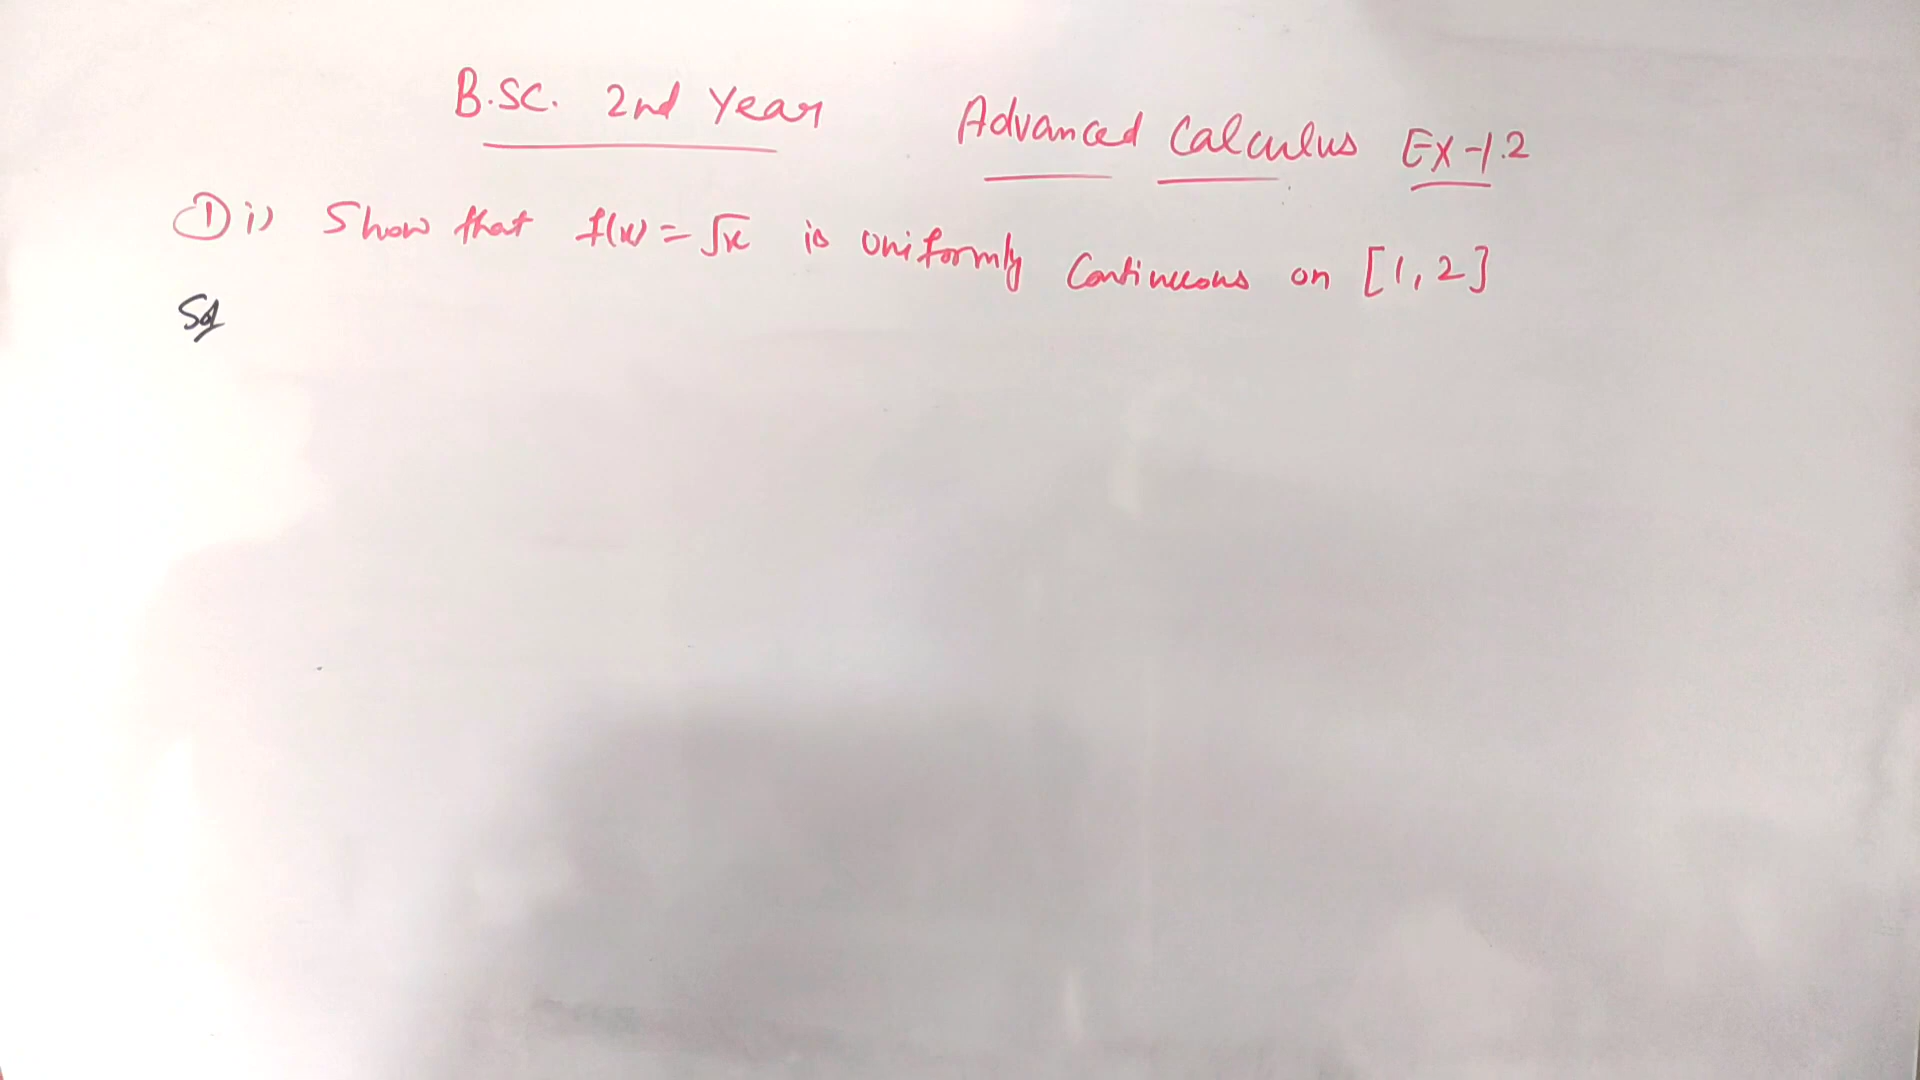 B.SC. 2nd Year Advanced Calculus EX-1.2
① i) Show that f(x) = √x is Uniformly Continuous on [1, 2]
Sol